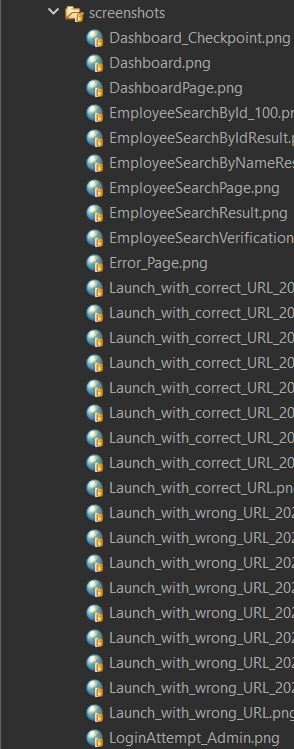 screenshots
Dashboard_Checkpoint.png
Dashboard.png
DashboardPage.png
EmployeeSearchById_100.pn
EmployeeSearchByIdResult.p
EmployeeSearchByNameRes
EmployeeSearchPage.png
EmployeeSearchResult.png
EmployeeSearchVerification
Error_Page.png
Launch_with_correct_URL_20
Launch_with_correct_URL_20
Launch_with_correct_URL_20
Launch_with_correct_URL_20
Launch_with_correct_URL_20
Launch_with_correct_URL_20
Launch_with_correct_URL_20
Launch_with_correct_URL_20
Launch_with_correct_URL.pn
Launch_with_wrong_URL_202
Launch_with_wrong_URL_202
Launch_with_wrong_URL_202
Launch_with_wrong_URL_202
Launch_with_wrong_URL_202
Launch_with_wrong_URL_202
Launch_with_wrong_URL_202
Launch_with_wrong_URL_202
Launch_with_wrong_URL.png
LoginAttempt_Admin.png